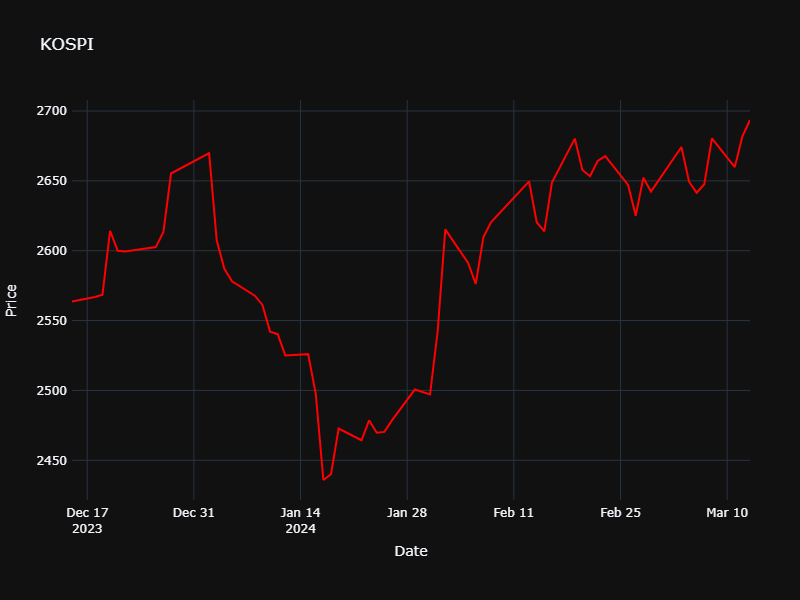 KOSPI
2700
2650
2600
2550
2500
2450
Price
Dec 17
2023
Dec 31
Jan 14
2024
Jan 28
Feb 11
Feb 25
Mar 10
Date